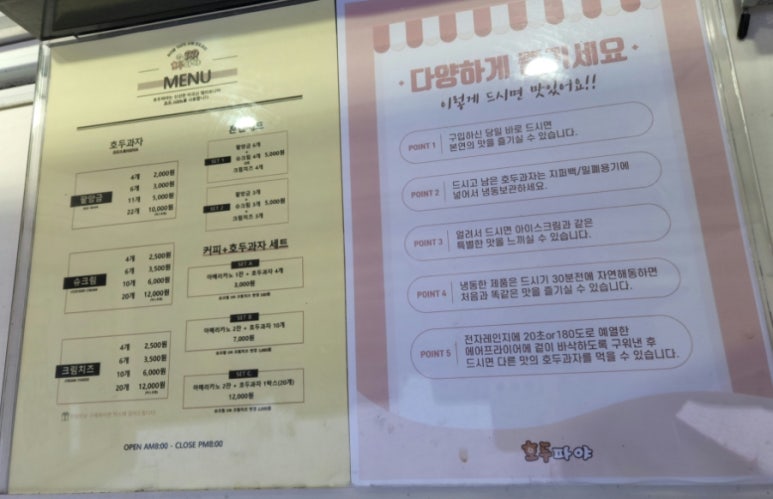 MENU
호두과자
팥앙금
4개 2,000원
6개 3,000원
11개 5,000원
22개 10,000원
슈크림
4개 2,500원
6개 3,500원
10개 6,000원
20개 12,000원
크림치즈
4개 2,500원
6개 3,500원
10개 6,000원
20개 12,000원
SET 1
팥앙금 6개
슈크림 4개 5,000원
크림치즈 4개
SET 2
팥앙금 3개
슈크림 3개 5,000원
크림치즈 3개
커피+호두과자 세트
SET A
아메리카노 1잔 + 호두과자 4개
3,000원
SET B
아메리카노 2잔 + 호두과자 10개
7,000원
SET C
아메리카노 2잔 + 호두과자 1박스(20개)
12,000원
OPEN AM8:00 - CLOSE PM8:00
다양하게 즐기세요
이렇게 드시면 맛있어요!!
POINT 1
구입하신 당일 바로 드시면
본연의 맛을 즐기실 수 있습니다.
POINT 2
드시고 남은 호두과자는 지퍼백/밀폐용기에
넣어서 냉동보관하세요.
POINT 3
얼려서 드시면 아이스크림과 같은
특별한 맛을 느끼실 수 있습니다.
POINT 4
냉동한 제품은 드시기 30분전에 자연해동하면
처음과 똑같은 맛을 즐기실 수 있습니다.
POINT 5
전자레인지에 20초or180도로 예열한
에어프라이어에 겉이 바삭하도록 구워낸 후
드시면 다른 맛의 호두과자를 먹을 수 있습니다.
호두파야